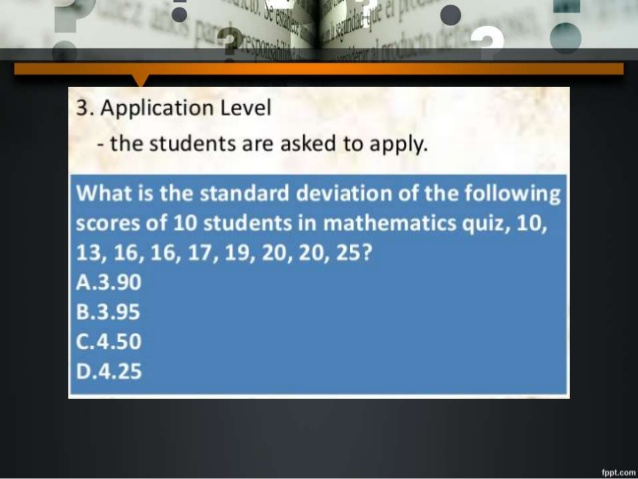 3. Application Level
- the students are asked to apply.
What is the standard deviation of the following
scores of 10 students in mathematics quiz, 10,
13, 16, 16, 17, 19, 20, 20, 25?
A.3.90
B.3.95
C.4.50
D.4.25
fppt.com